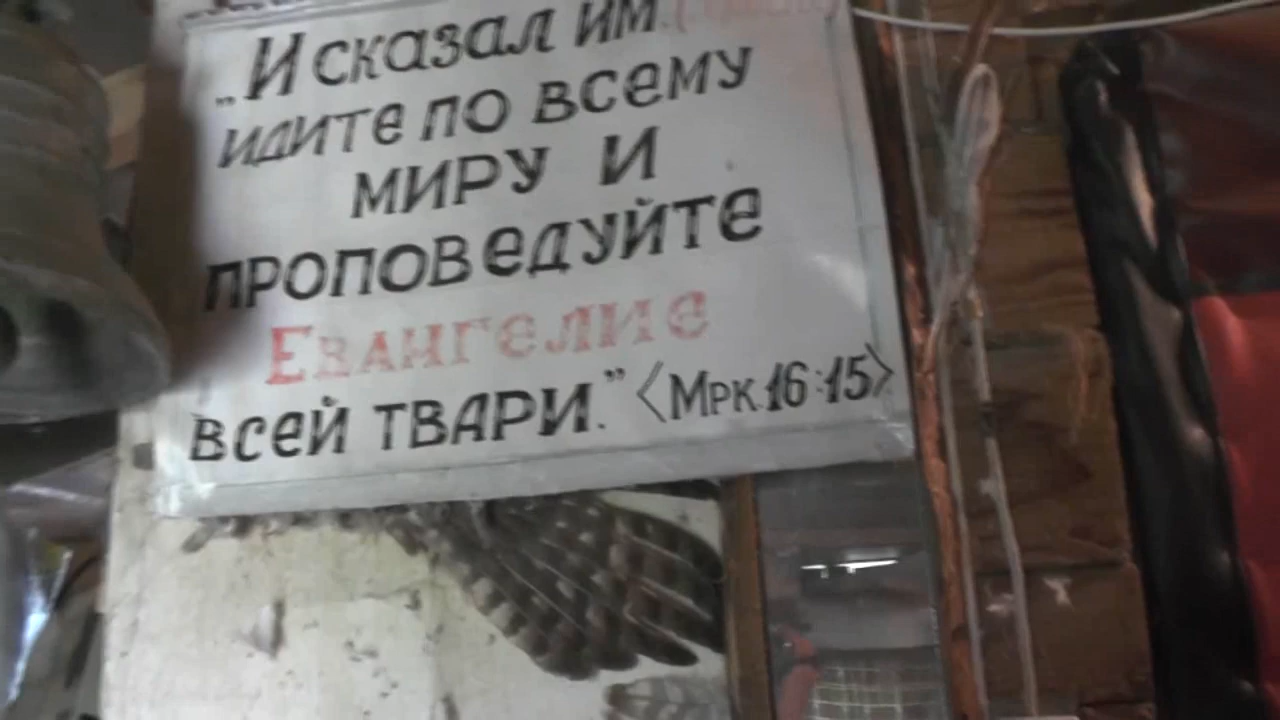 „И сказал им
идите по всему
миру и
проповедуйте
Евангелие
всей твари.” <Мрк.16:15>